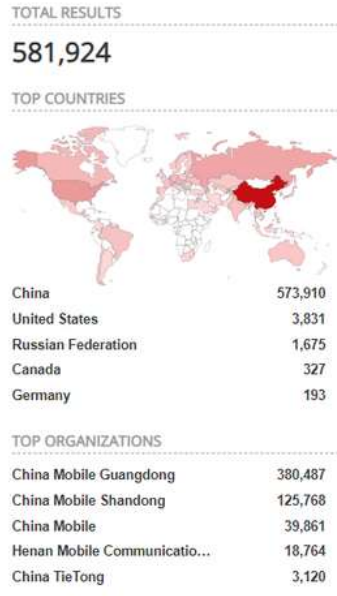 TOTAL RESULTS
581,924
TOP COUNTRIES
China 573,910
United States 3,831
Russian Federation 1,675
Canada 327
Germany 193
TOP ORGANIZATIONS
China Mobile Guangdong 380,487
China Mobile Shandong 125,768
China Mobile 39,861
Henan Mobile Communicatio... 18,764
China TieTong 3,120